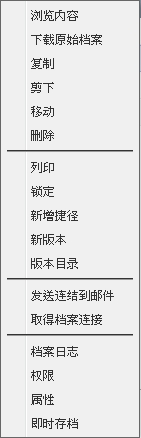 浏览内容
下载原始档案
复制
剪下
移动
删除
列印
锁定
新增捷径
新版本
版本目录
发送连结到邮件
取得档案连接
档案日志
权限
属性
即时存档